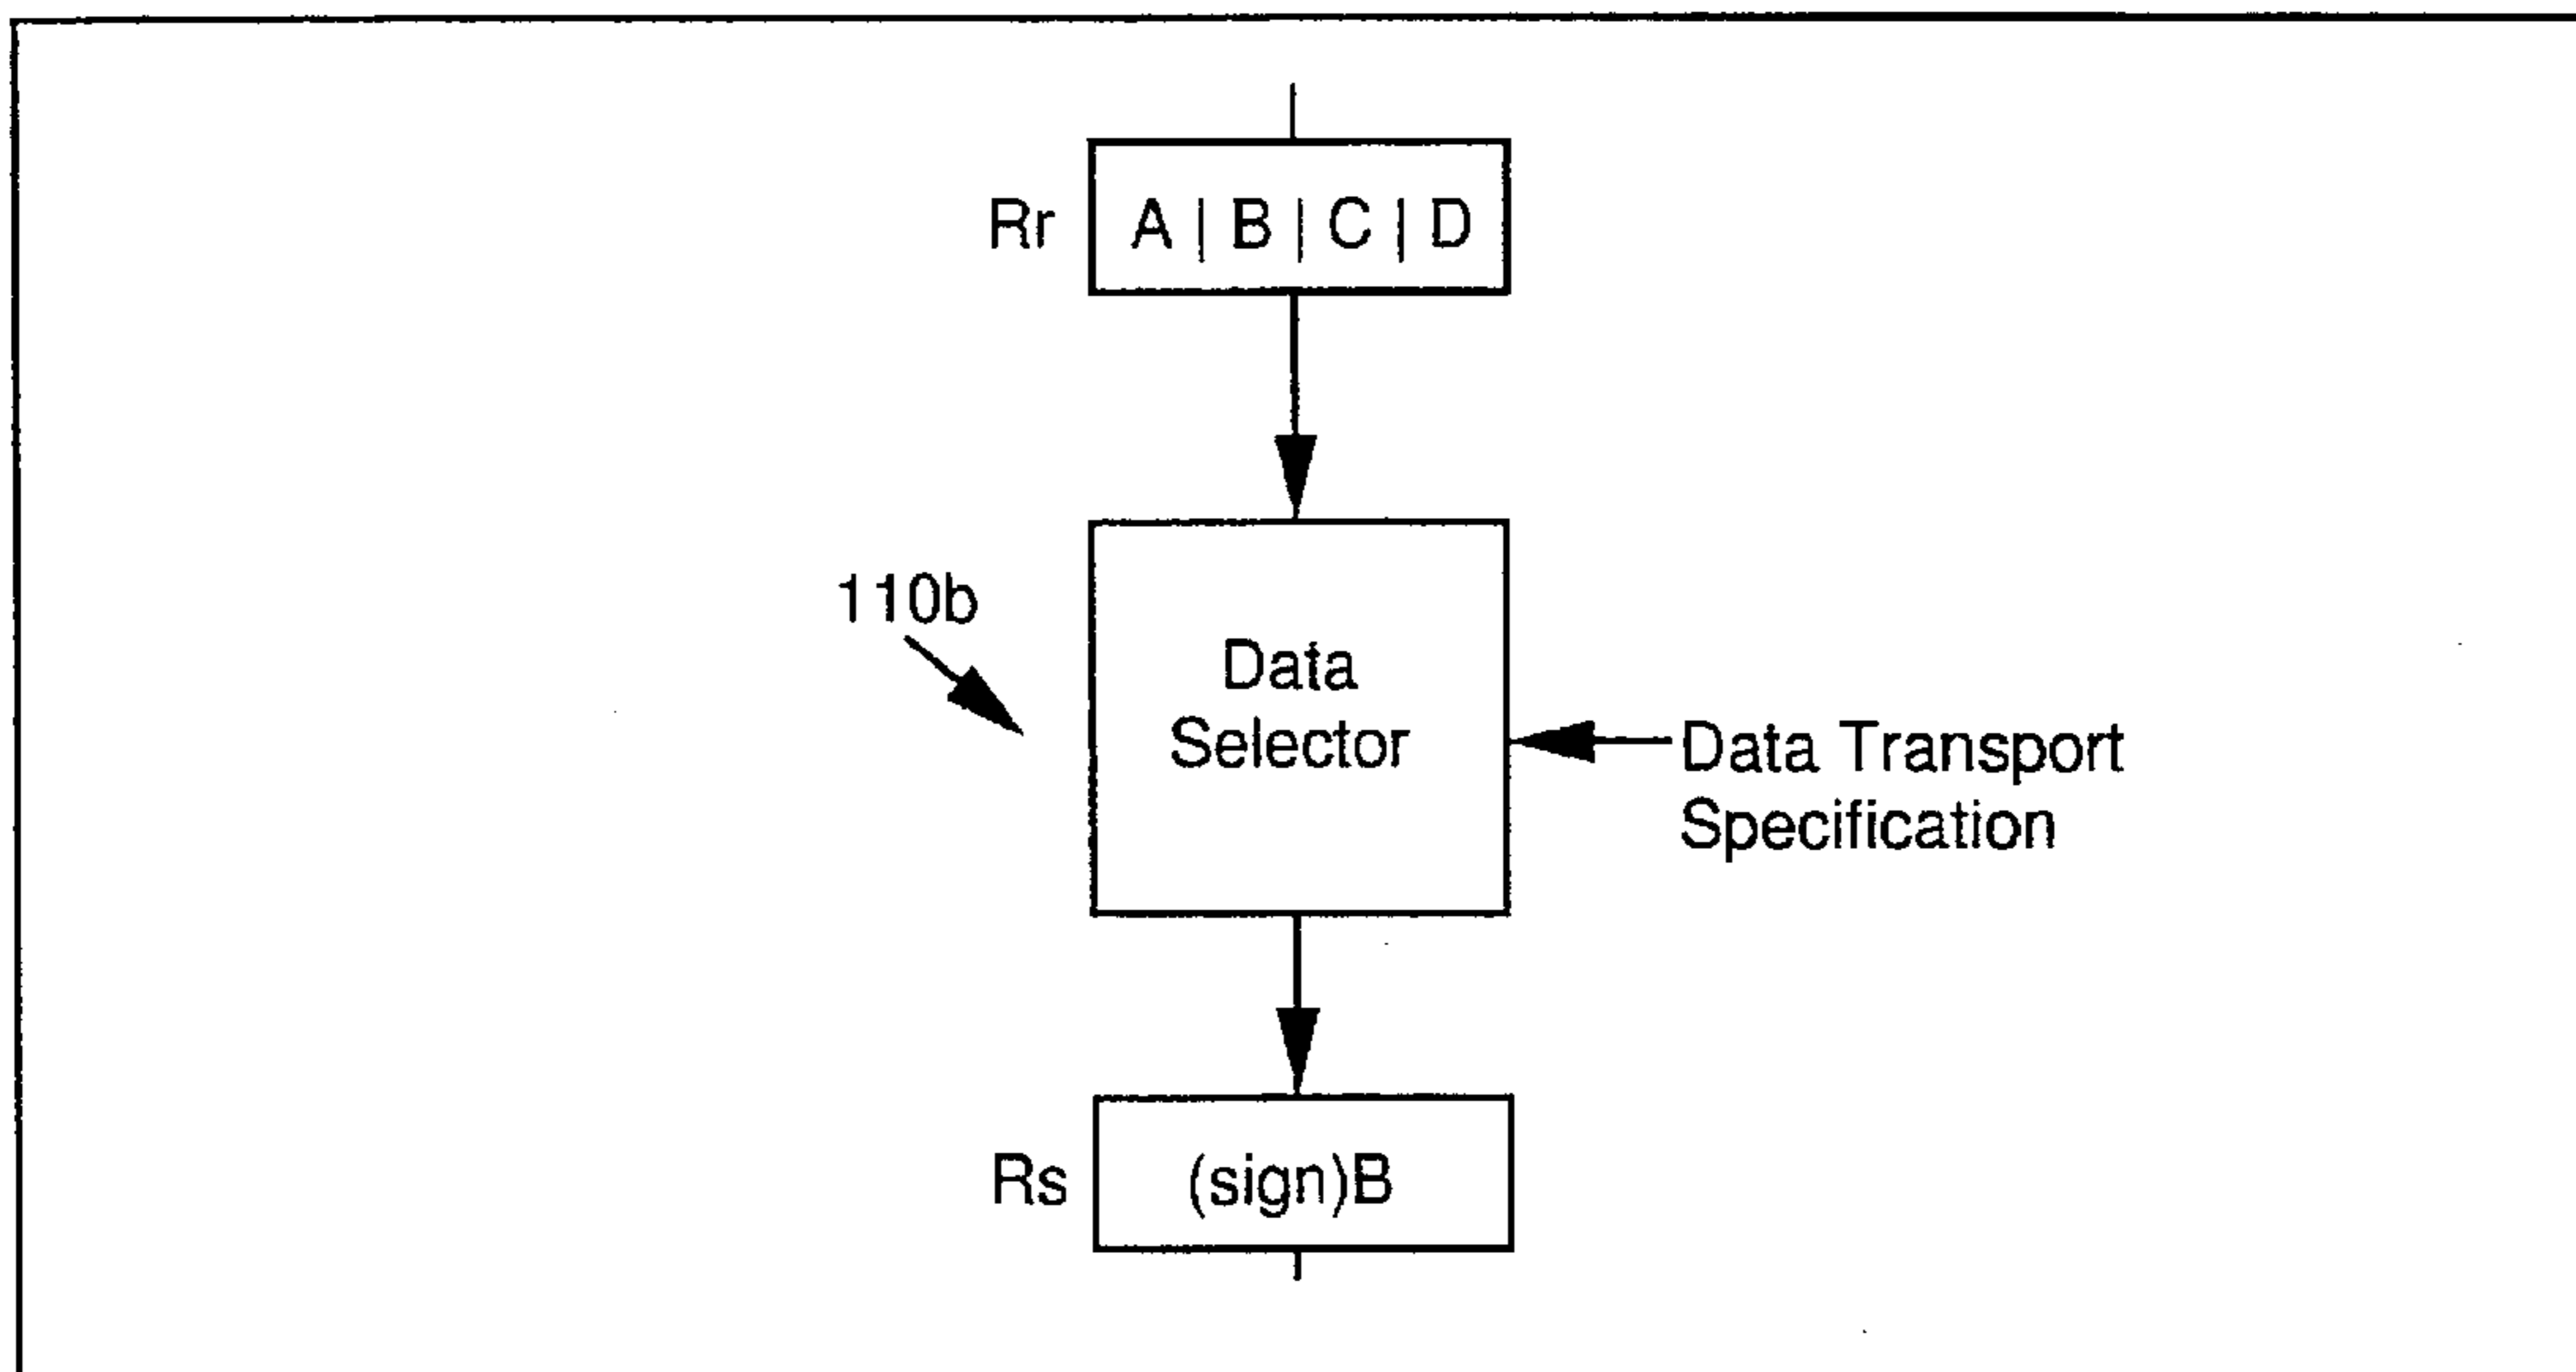 Rr A | B | C | D
110b
Data
Selector
Data Transport
Specification
Rs (sign)B